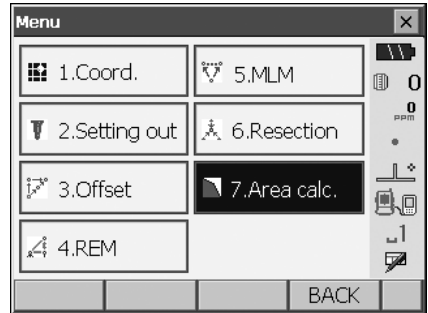 Menu
1.Coord.
5.MLM
2.Setting out
6.Resection
3.Offset
7.Area calc.
4.REM
0
0
ppm
1
BACK